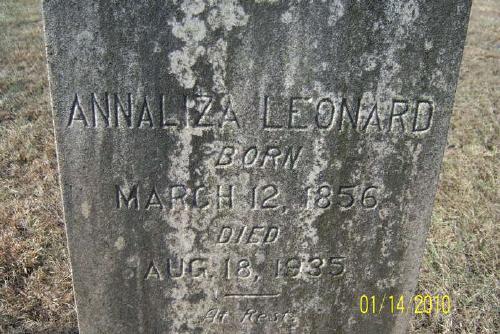 ANNALIZA LEONARD
BORN
MARCH 12, 1856
DIED
AUG. 18, 1935
At Rest.
01/14/2010